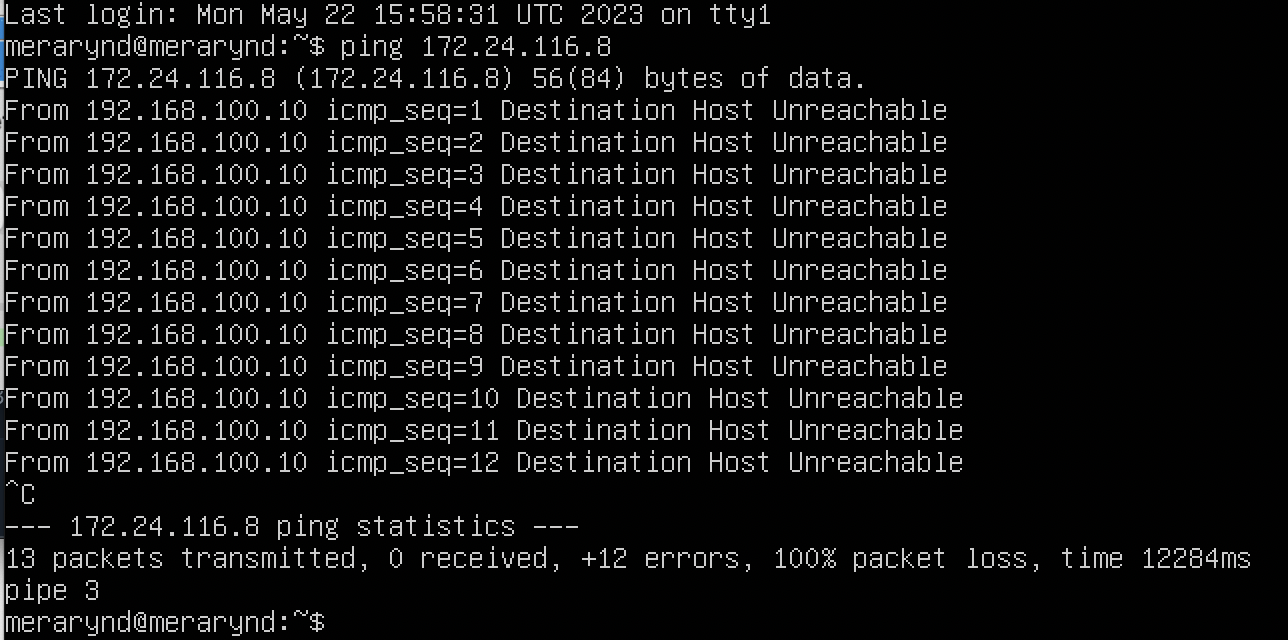 Last login: Mon May 22 15:58:31 UTC 2023 on tty1
merarynd@merarynd:~$ ping 172.24.116.8
PING 172.24.116.8 (172.24.116.8) 56(84) bytes of data.
From 192.168.100.10 icmp_seq=1 Destination Host Unreachable
From 192.168.100.10 icmp_seq=2 Destination Host Unreachable
From 192.168.100.10 icmp_seq=3 Destination Host Unreachable
From 192.168.100.10 icmp_seq=4 Destination Host Unreachable
From 192.168.100.10 icmp_seq=5 Destination Host Unreachable
From 192.168.100.10 icmp_seq=6 Destination Host Unreachable
From 192.168.100.10 icmp_seq=7 Destination Host Unreachable
From 192.168.100.10 icmp_seq=8 Destination Host Unreachable
From 192.168.100.10 icmp_seq=9 Destination Host Unreachable
From 192.168.100.10 icmp_seq=10 Destination Host Unreachable
From 192.168.100.10 icmp_seq=11 Destination Host Unreachable
From 192.168.100.10 icmp_seq=12 Destination Host Unreachable
^C
--- 172.24.116.8 ping statistics ---
13 packets transmitted, 0 received, +12 errors, 100% packet loss, time 12284ms
pipe 3
merarynd@merarynd:~$